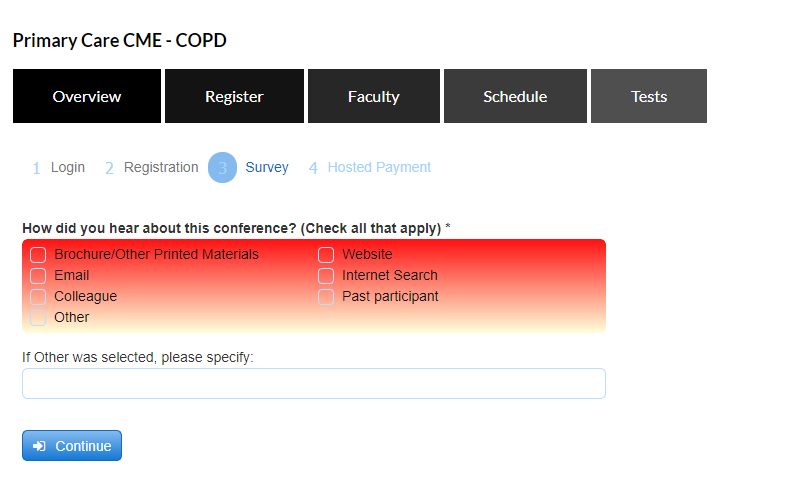 Primary Care CME - COPD
Overview Register Faculty Schedule Tests
1 Login 2 Registration 3 Survey 4 Hosted Payment
How did you hear about this conference? (Check all that apply) *
Brochure/Other Printed Materials Website
Email Internet Search
Colleague Past participant
Other
If Other was selected, please specify:
Continue